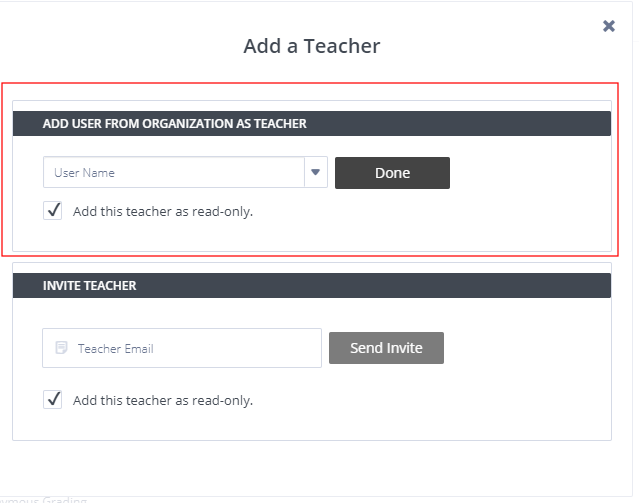 Add a Teacher
ADD USER FROM ORGANIZATION AS TEACHER
User Name
Done
Add this teacher as read-only.
INVITE TEACHER
Teacher Email
Send Invite
Add this teacher as read-only.
Grading